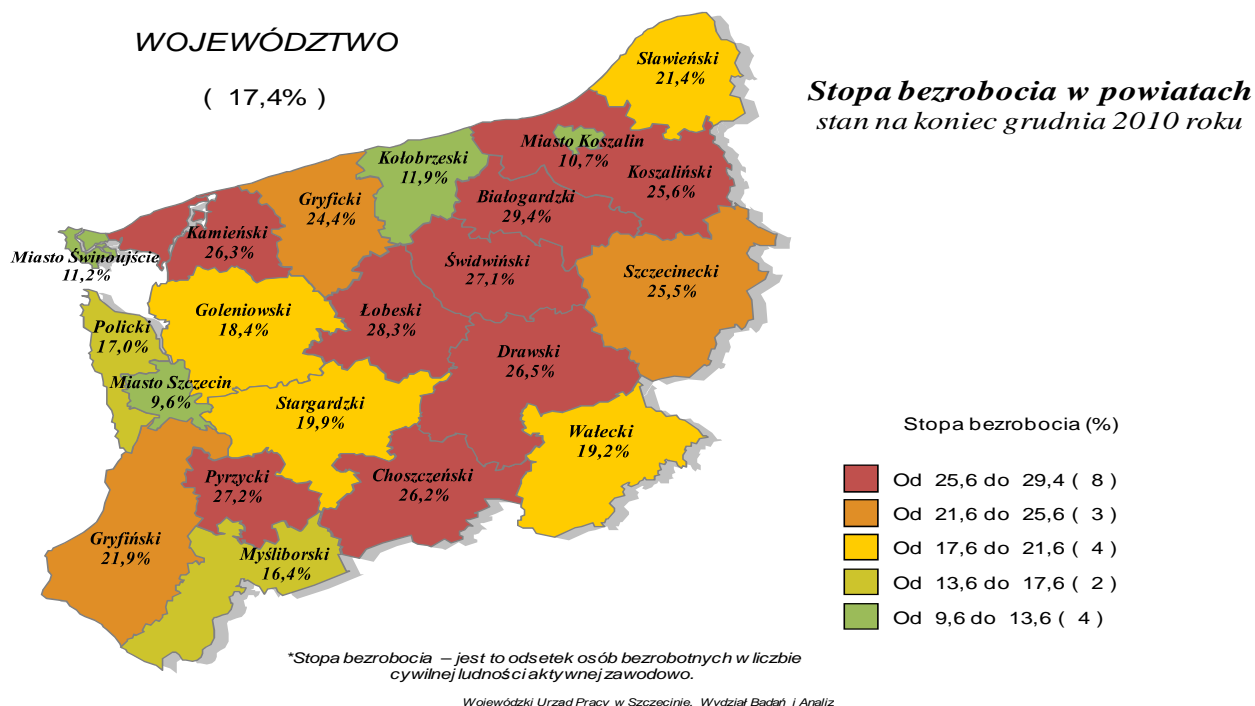 WOJEWÓDZTWO
( 17,4% )
Stopa bezrobocia w powiatach
stan na koniec grudnia 2010 roku
Sławieński
21,4%
Miasto Koszalin
10,7%
Kołobrzeski
11,9%
Koszaliński
25,6%
Białogardzki
29,4%
Gryficki
24,4%
Kamieński
26,3%
Miasto Świnoujście
11,2%
Świdwiński
27,1%
Szczecinecki
25,5%
Goleniowski
18,4%
Łobeski
28,3%
Policki
17,0%
Drawski
26,5%
Miasto Szczecin
9,6%
Stargardzki
19,9%
Wałecki
19,2%
Pyrzycki
27,2%
Choszczeński
26,2%
Gryfiński
21,9%
Myśliborski
16,4%
Stopa bezrobocia (%)
Od 25,6 do 29,4 ( 8 )
Od 21,6 do 25,6 ( 3 )
Od 17,6 do 21,6 ( 4 )
Od 13,6 do 17,6 ( 2 )
Od 9,6 do 13,6 ( 4 )
*Stopa bezrobocia – jest to odsetek osób bezrobotnych w liczbie
cywilnej ludności aktywnej zawodowo.
Wojewódzki Urząd Pracy w Szczecinie, Wydział Badań i Analiz